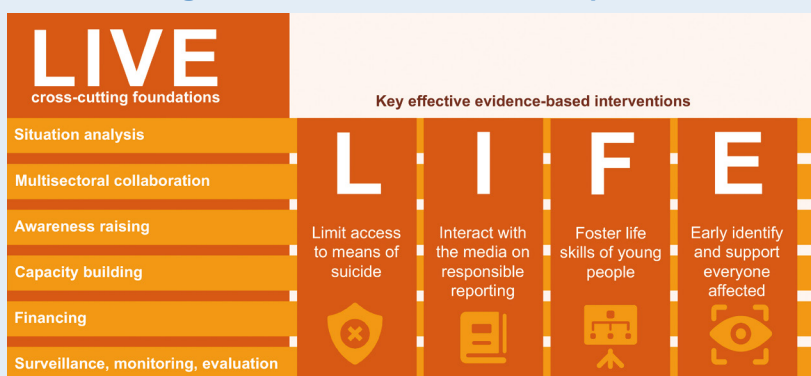 LIVE
cross-cutting foundations
Key effective evidence-based interventions
Situation analysis
Multisectoral collaboration
Awareness raising
Capacity building
Financing
Surveillance, monitoring, evaluation
L
Limit access
to means of
suicide
I
Interact with
the media on
responsible
reporting
F
Foster life
skills of young
people
E
Early identify
and support
everyone
affected